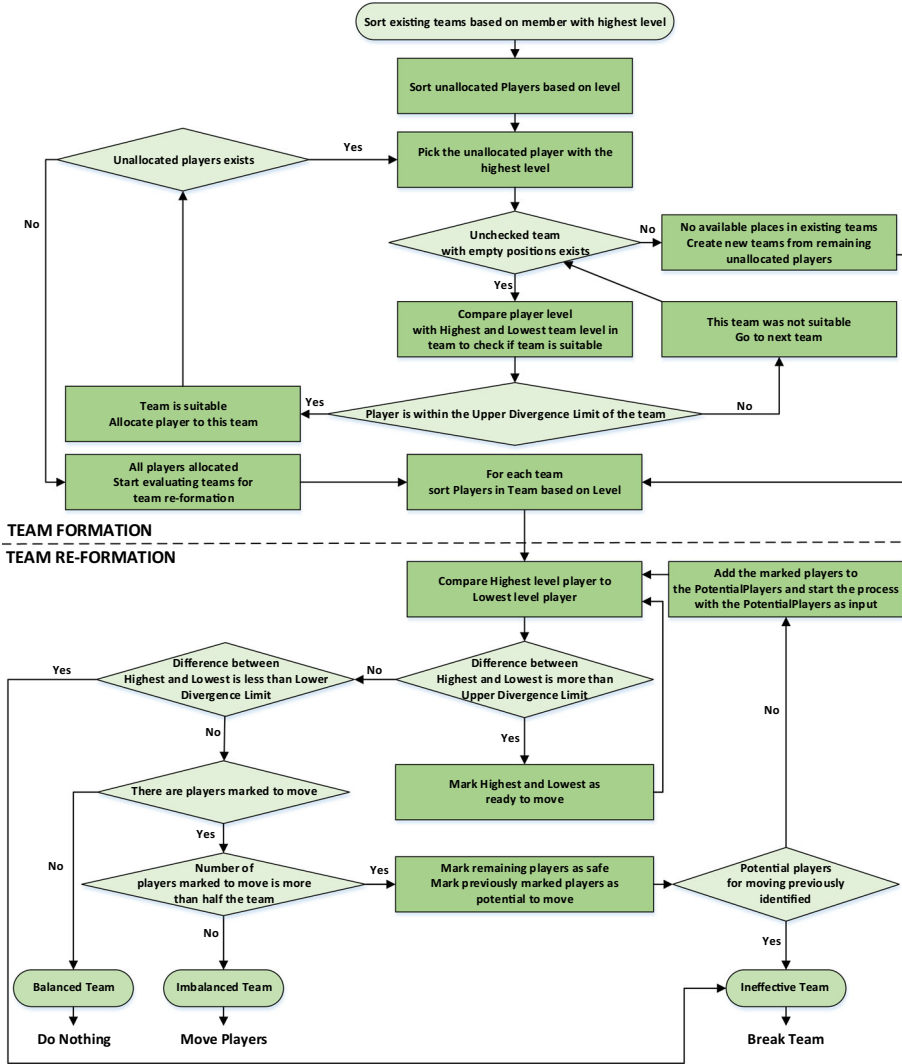 Sort existing teams based on member with highest level
Sort unallocated Players based on level
Unallocated players exists
Yes
Pick the unallocated player with the
highest level
No
Unchecked team
with empty positions exists
No
No available places in existing teams
Create new teams from remaining
unallocated players
Yes
Compare player level
with Highest and Lowest team level in
team to check if team is suitable
This team was not suitable
Go to next team
Team is suitable
Allocate player to this team
Yes
Player is within the Upper Divergence Limit of the team
No
All players allocated
Start evaluating teams for
team re-formation
For each team
sort Players in Team based on Level
TEAM FORMATION
TEAM RE-FORMATION
Compare Highest level player to
Lowest level player
Add the marked players to
the PotentialPlayers and start the process
with the PotentialPlayers as input
Yes
Difference between
Highest and Lowest is less than Lower
Divergence Limit
No
Difference between
Highest and Lowest is more than
Upper Divergence Limit
No
No
Yes
There are players marked to move
Mark Highest and Lowest as
ready to move
No
Yes
Number of
players marked to move is more
than half the team
Yes
Mark remaining players as safe
Mark previously marked players as
potential to move
Potential players
for moving previously
identified
No
Yes
Balanced Team
Imbalanced Team
Ineffective Team
Do Nothing
Move Players
Break Team